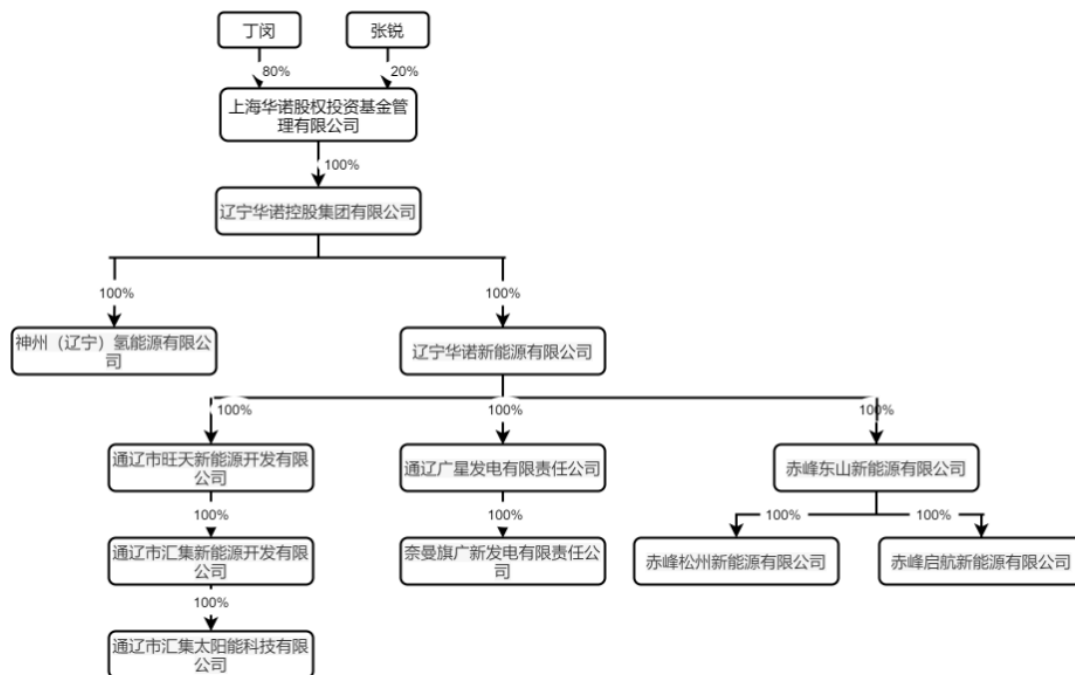 丁闵
张锐
80%
20%
上海华诺股权投资基金管
理有限公司
100%
辽宁华诺控股集团有限公司
100%
100%
神州（辽宁）氢能源有限公
司
辽宁华诺新能源有限公司
100%
100%
100%
通辽市旺天新能源开发有限
公司
通辽广星发电有限责任公司
赤峰东山新能源有限公司
100%
100%
100%
100%
通辽市汇集新能源开发有限
公司
奈曼旗广新发电有限责任公
司
赤峰松州新能源有限公司
赤峰启航新能源有限公司
100%
通辽市汇集太阳能科技有限
公司